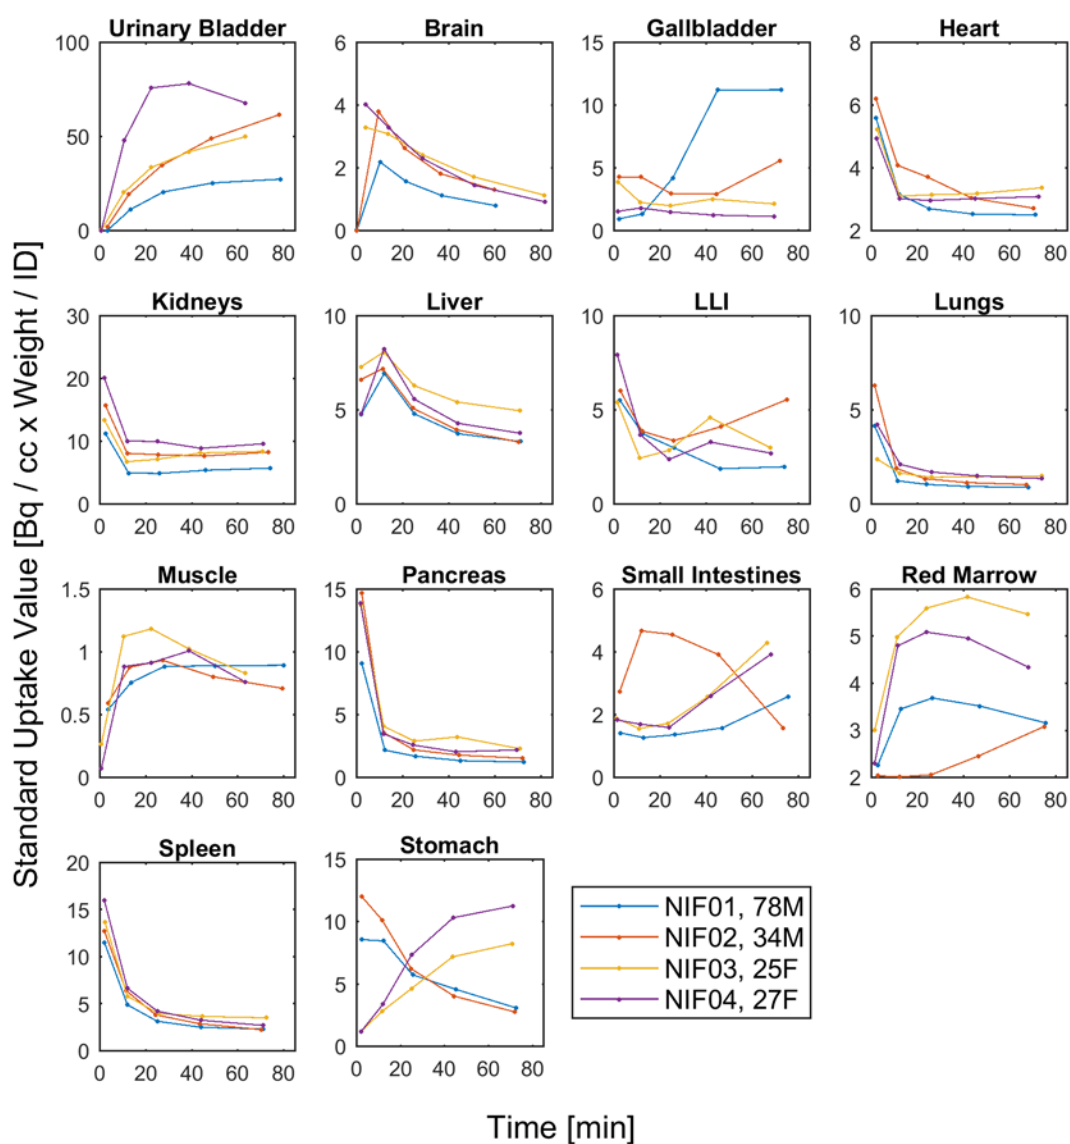 Urinary Bladder Brain Gallbladder Heart
100 6 15 8
50 4 10 6
2 5 4
0 0 0 2
0 20 40 60 80 0 20 40 60 80 0 20 40 60 80 0 20 40 60 80
Kidneys Liver LLI Lungs
30 10 10 10
20
5 5 5
10
0 0 0 0
0 20 40 60 80 0 20 40 60 80 0 20 40 60 80 0 20 40 60 80
Standard Uptake Value [Bq / cc x Weight / ID]
Muscle Pancreas Small Intestines Red Marrow
1.5 15 6 6
1 10 4 5
4
0.5 5 2 3
0 0 0 2
0 20 40 60 80 0 20 40 60 80 0 20 40 60 80 0 20 40 60 80
Spleen Stomach
20 15
15 10
10
5 5
0 0
0 20 40 60 80 0 20 40 60 80
NIF01, 78M
NIF02, 34M
NIF03, 25F
NIF04, 27F
Time [min]